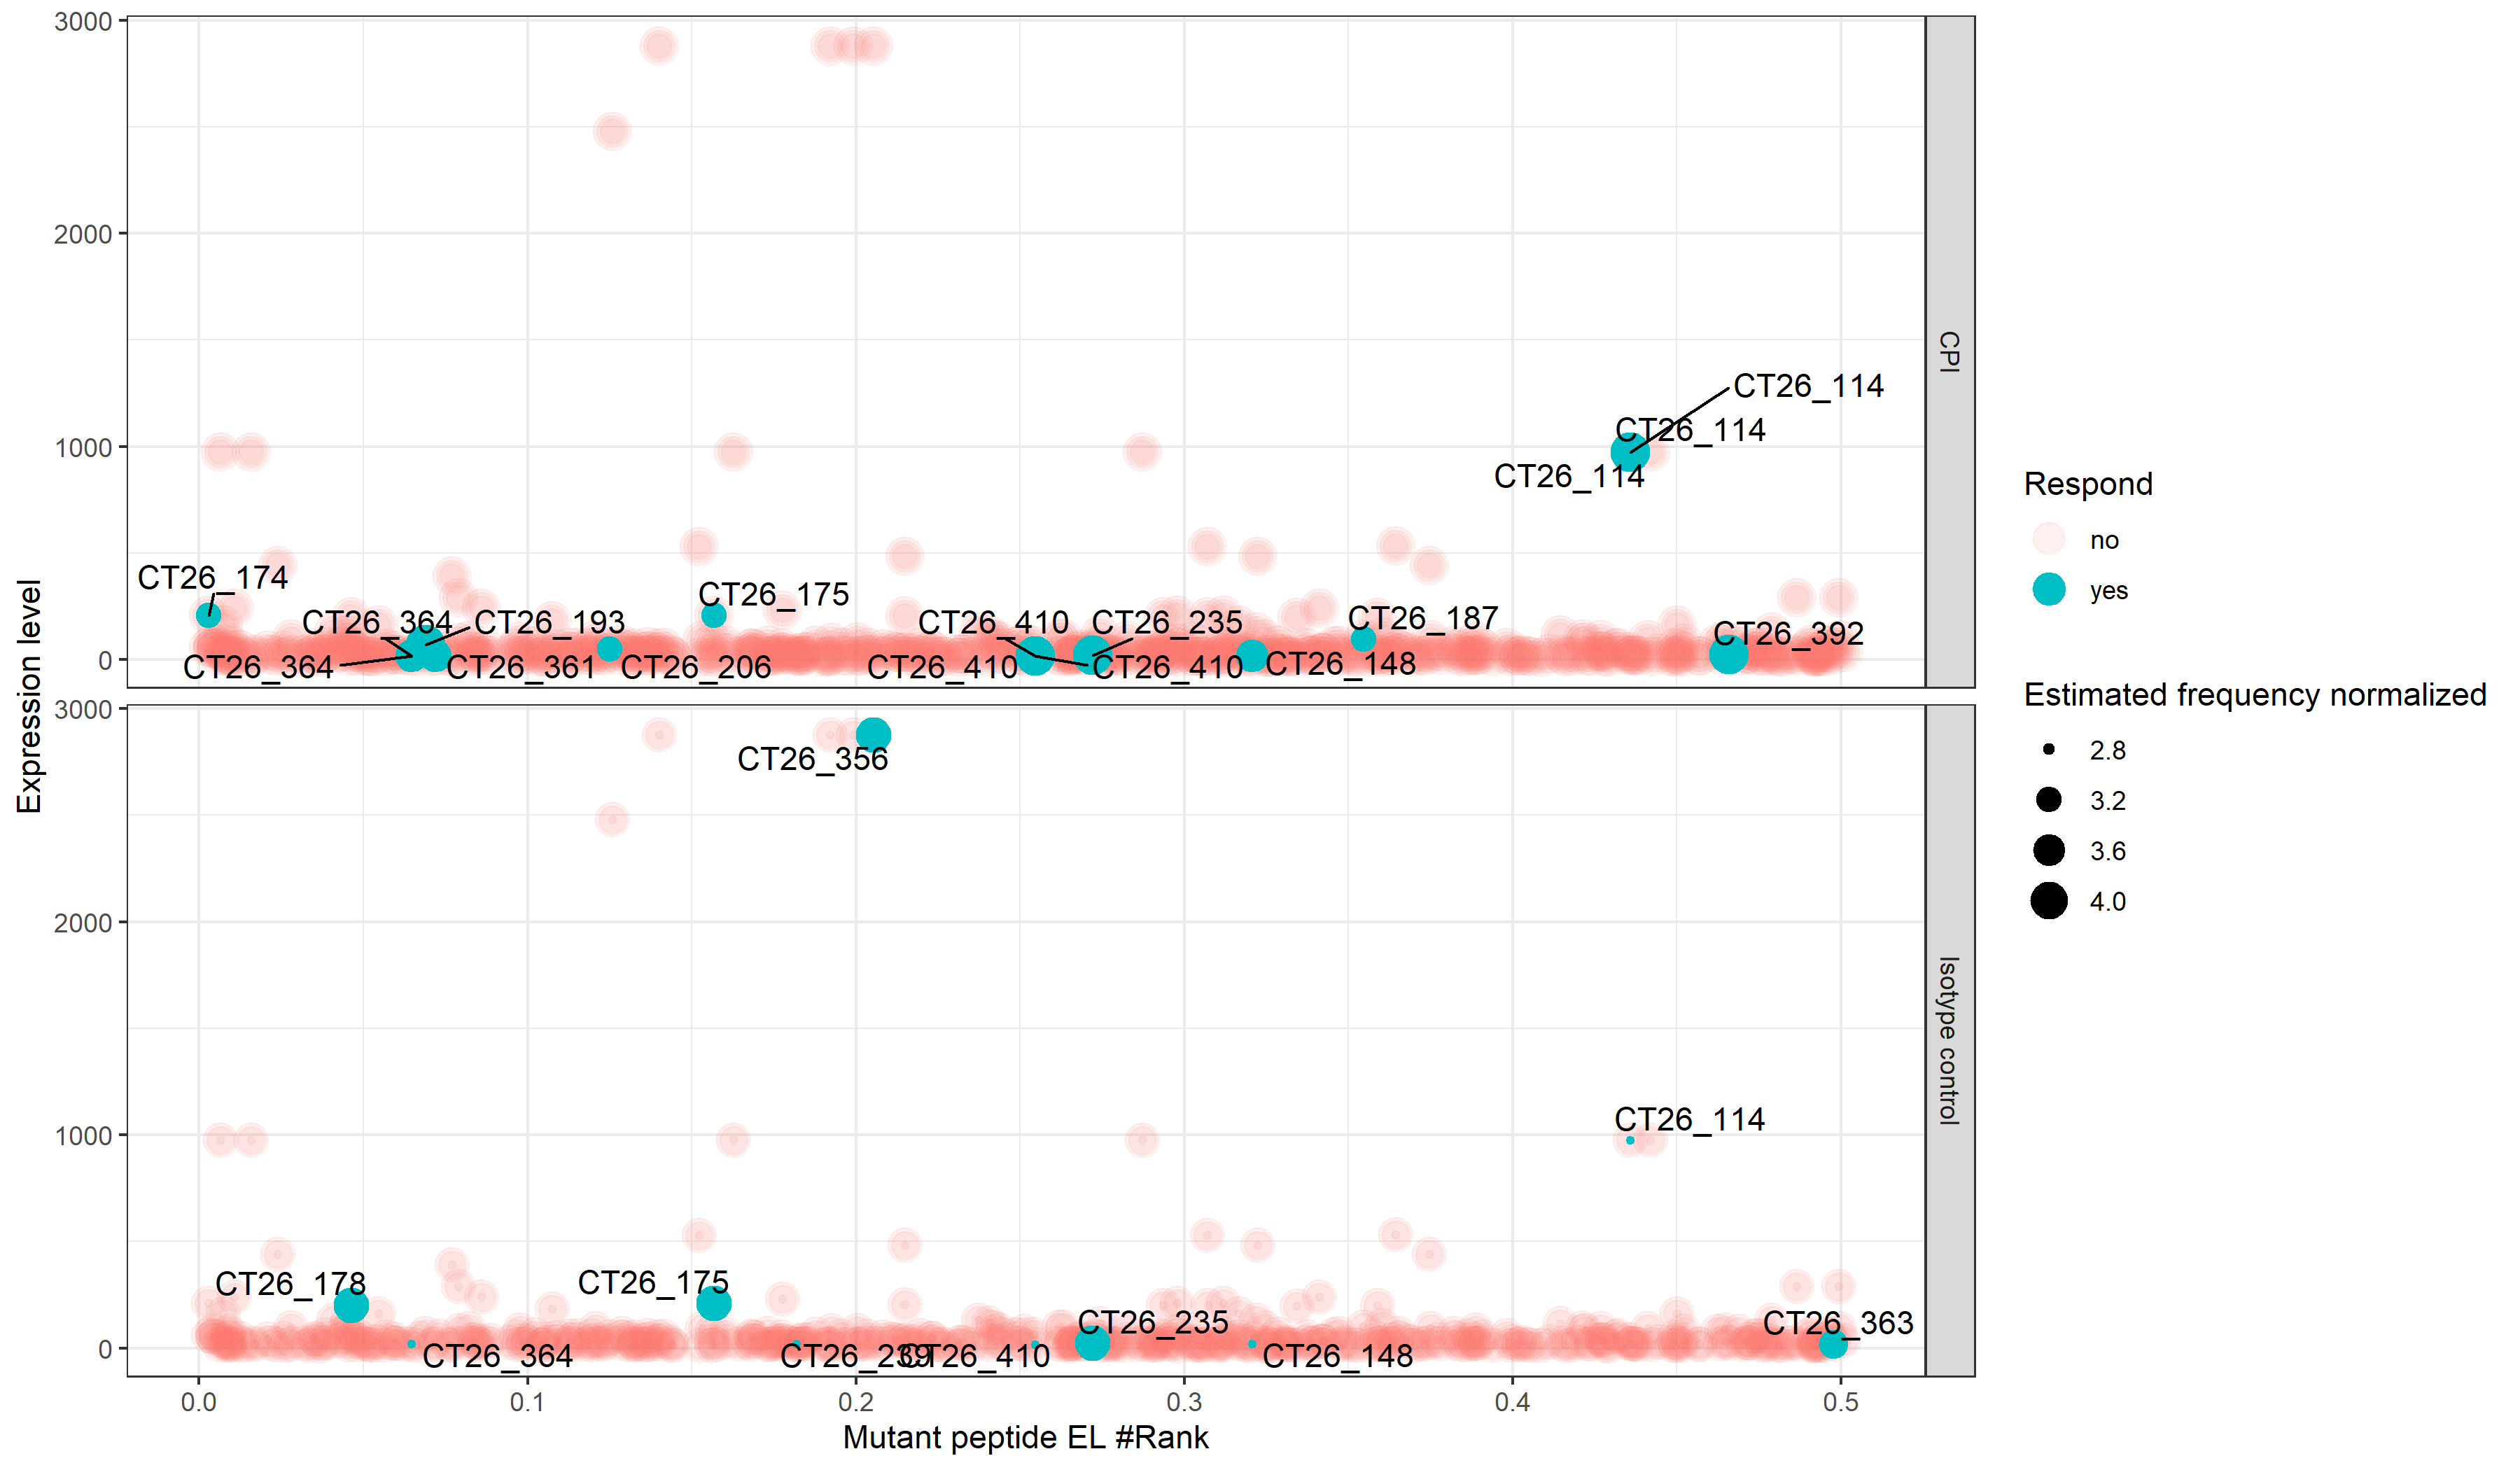 3000
2000
1000
0
CT26_114
CT26_114
CT26_114
CT26_174
CT26_175
CT26_364
CT26_193
CT26_410
CT26_235
CT26_187
CT26_392
CT26_364
CT26_361
CT26_206
CT26_410
CT26_410
CT26_148
CPI
Expression level
3000
2000
1000
0
CT26_356
CT26_114
CT26_178
CT26_175
CT26_235
CT26_363
CT26_364
CT26_239
CT26_410
CT26_148
Isotype control
0.0
0.1
0.2
0.3
0.4
0.5
Mutant peptide EL #Rank
Respond
no
yes
Estimated frequency normalized
2.8
3.2
3.6
4.0